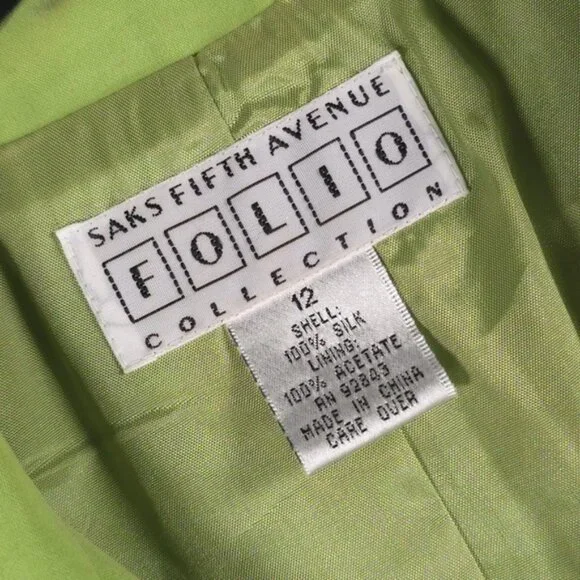 SAKS FIFTH AVENUE
FOLIO
COLLECTION
12
SHELL:
100% SILK
LINING:
100% ACETATE
RN 92843
MADE IN CHINA
CARE OVER